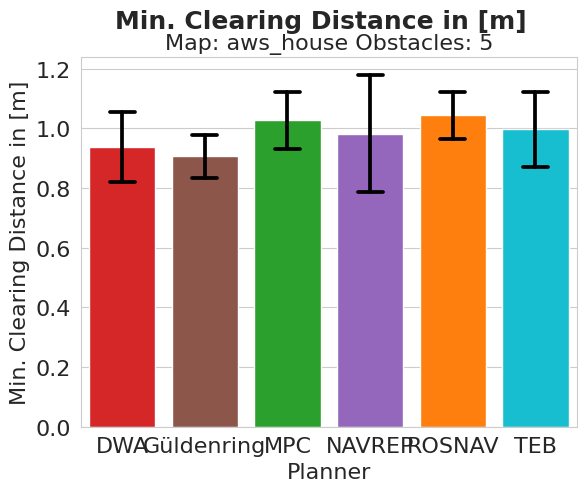 Min. Clearing Distance in [m]
Map: aws_house Obstacles: 5
Min. Clearing Distance in [m]
1.2
1.0
0.8
0.6
0.4
0.2
0.0
DWA Güldenring MPC NAVREP ROSNAV TEB
Planner